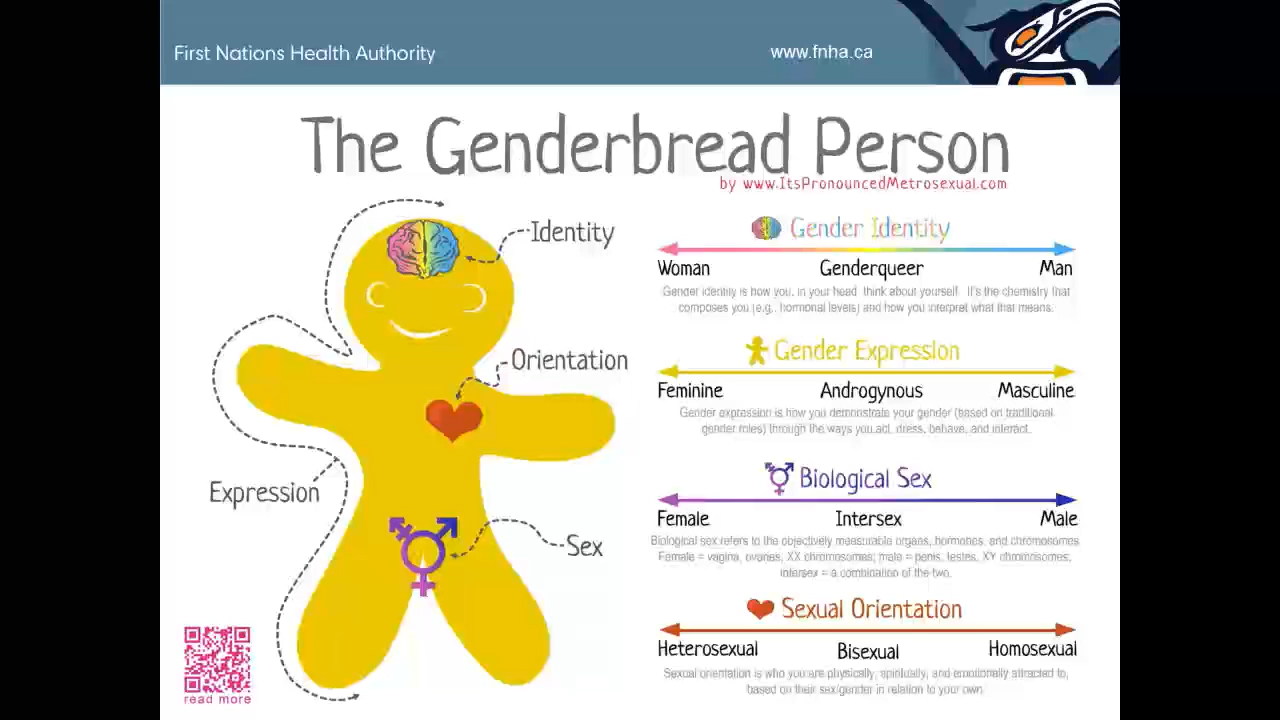 First Nations Health Authority
www.fnha.ca
The Genderbread Person
by www.ItsPronouncedMetrosexual.com
Identity
Orientation
Expression
Sex
read more
Gender Identity
Woman Genderqueer Man
Gender identity is how you, in your head, think about yourself. It's the chemistry that
composes you (e.g., hormonal levels) and how you interpret what that means.
Gender Expression
Feminine Androgynous Masculine
Gender expression is how you demonstrate your gender (based on traditional
gender roles) through the ways you act, dress, behave, and interact.
Biological Sex
Female Intersex Male
Biological sex refers to the objectively measurable organs, hormones, and chromosomes.
Female = vagina, ovaries, XX chromosomes; male = penis, testes, XY chromosomes;
intersex = a combination of the two.
Sexual Orientation
Heterosexual Bisexual Homosexual
Sexual orientation is who you are physically, spiritually, and emotionally attracted to,
based on their sex/gender in relation to your own.